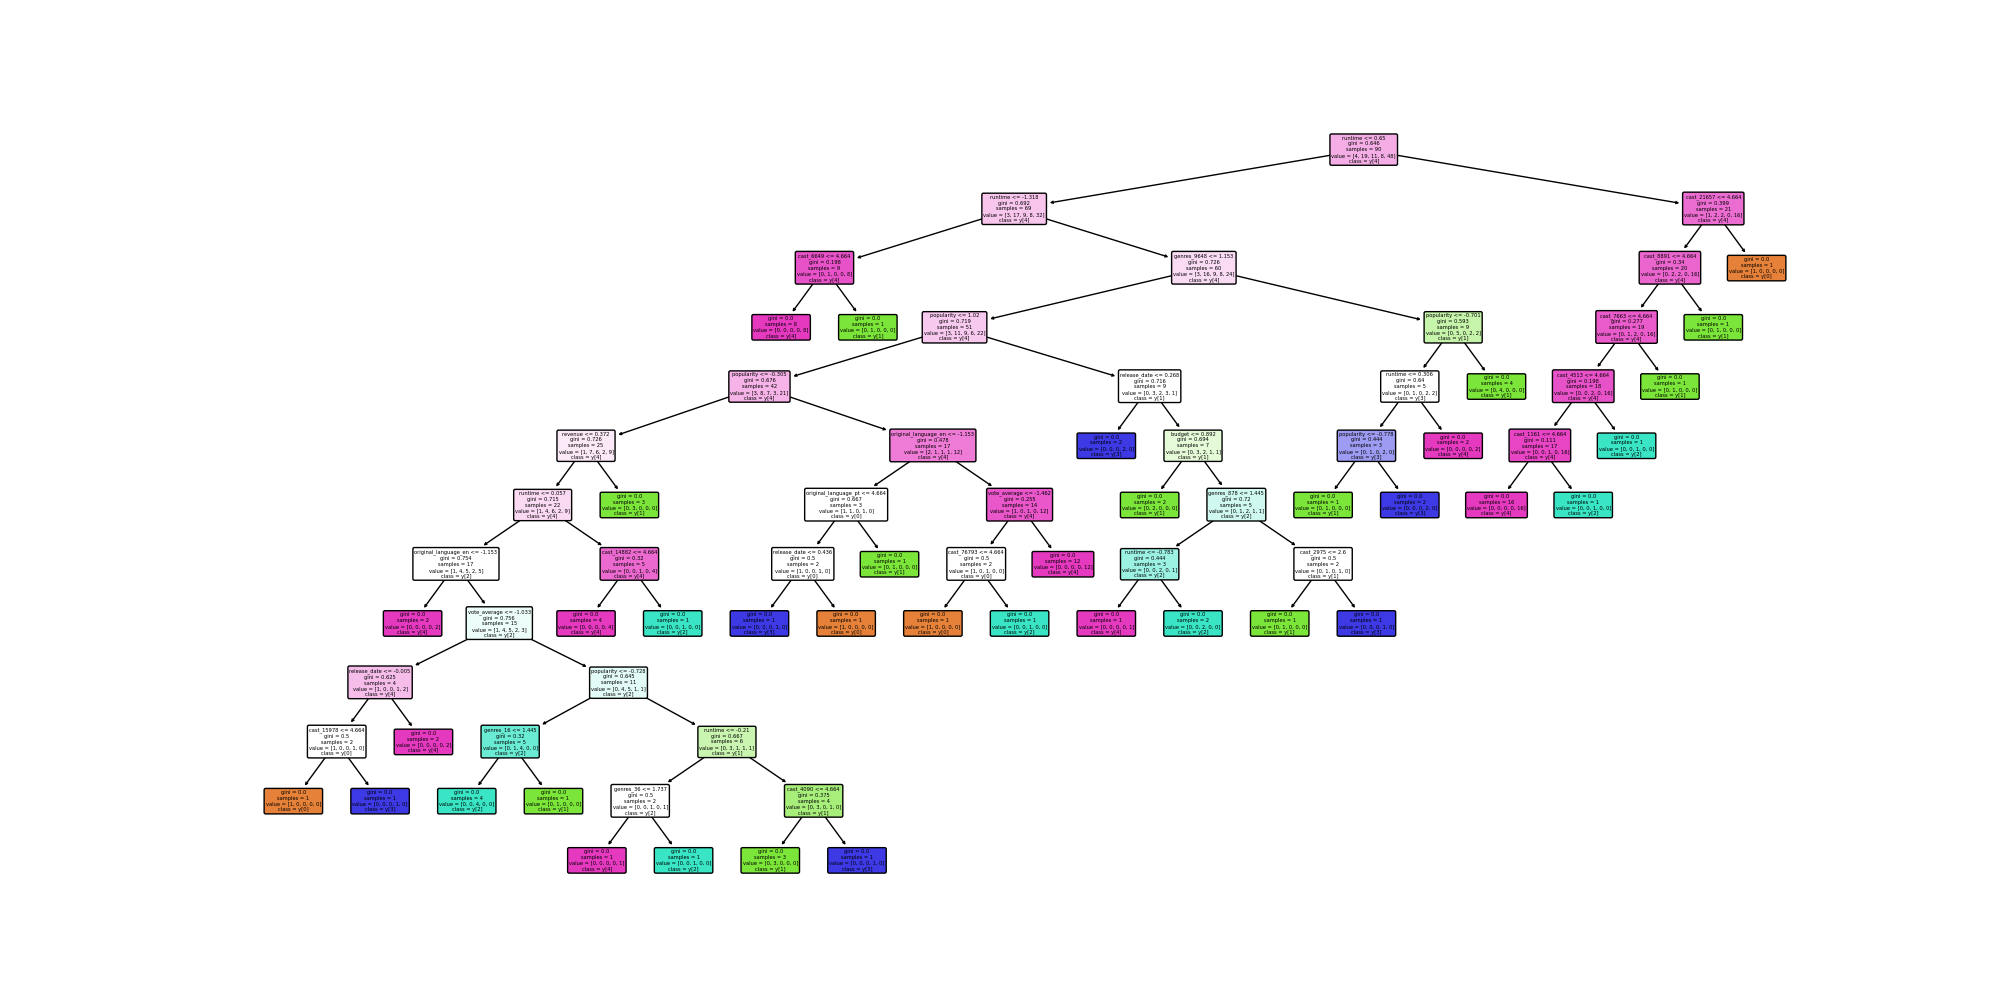 runtime <= 0.65
gini = 0.646
samples = 90
value = [4, 19, 11, 8, 48]
class = y[4]
runtime <= -1.318
gini = 0.692
samples = 69
value = [3, 17, 9, 8, 32]
class = y[4]
cast_21657 <= 4.664
gini = 0.399
samples = 21
value = [1, 2, 2, 0, 16]
class = y[4]
cast_6649 <= 4.664
gini = 0.198
samples = 9
value = [0, 1, 0, 0, 8]
class = y[4]
genres_9648 <= 1.153
gini = 0.726
samples = 60
value = [3, 16, 9, 8, 24]
class = y[4]
cast_8891 <= 4.664
gini = 0.34
samples = 20
value = [0, 2, 2, 0, 16]
class = y[4]
gini = 0.0
samples = 1
value = [1, 0, 0, 0, 0]
class = y[0]
gini = 0.0
samples = 8
value = [0, 0, 0, 0, 8]
class = y[4]
gini = 0.0
samples = 1
value = [0, 1, 0, 0, 0]
class = y[1]
popularity <= 1.02
gini = 0.719
samples = 51
value = [3, 11, 9, 6, 22]
class = y[4]
popularity <= -0.701
gini = 0.593
samples = 9
value = [0, 5, 0, 2, 2]
class = y[1]
cast_7663 <= 4.664
gini = 0.277
samples = 19
value = [0, 1, 2, 0, 16]
class = y[4]
gini = 0.0
samples = 1
value = [0, 1, 0, 0, 0]
class = y[1]
popularity <= -0.305
gini = 0.676
samples = 42
value = [3, 8, 7, 3, 21]
class = y[4]
release_date <= 0.268
gini = 0.716
samples = 9
value = [0, 3, 2, 3, 1]
class = y[1]
runtime <= 0.306
gini = 0.64
samples = 5
value = [0, 1, 0, 2, 2]
class = y[3]
gini = 0.0
samples = 4
value = [0, 4, 0, 0, 0]
class = y[1]
cast_4513 <= 4.664
gini = 0.198
samples = 18
value = [0, 0, 2, 0, 16]
class = y[4]
gini = 0.0
samples = 1
value = [0, 1, 0, 0, 0]
class = y[1]
revenue <= 0.372
gini = 0.726
samples = 25
value = [1, 7, 6, 2, 9]
class = y[4]
original_language_en <= -1.153
gini = 0.478
samples = 17
value = [2, 1, 1, 1, 12]
class = y[4]
gini = 0.0
samples = 2
value = [0, 0, 0, 2, 0]
class = y[3]
budget <= 0.892
gini = 0.694
samples = 7
value = [0, 3, 2, 1, 1]
class = y[1]
popularity <= -0.778
gini = 0.444
samples = 3
value = [0, 1, 0, 2, 0]
class = y[3]
gini = 0.0
samples = 2
value = [0, 0, 0, 0, 2]
class = y[4]
cast_1161 <= 4.664
gini = 0.111
samples = 17
value = [0, 0, 1, 0, 16]
class = y[4]
gini = 0.0
samples = 1
value = [0, 0, 1, 0, 0]
class = y[2]
runtime <= 0.057
gini = 0.715
samples = 22
value = [1, 4, 6, 2, 9]
class = y[4]
gini = 0.0
samples = 3
value = [0, 3, 0, 0, 0]
class = y[1]
original_language_pt <= 4.664
gini = 0.667
samples = 3
value = [1, 1, 0, 1, 0]
class = y[0]
vote_average <= -1.462
gini = 0.255
samples = 14
value = [1, 0, 1, 0, 12]
class = y[4]
gini = 0.0
samples = 2
value = [0, 2, 0, 0, 0]
class = y[1]
genres_878 <= 1.445
gini = 0.72
samples = 5
value = [0, 1, 2, 1, 1]
class = y[2]
gini = 0.0
samples = 1
value = [0, 1, 0, 0, 0]
class = y[1]
gini = 0.0
samples = 2
value = [0, 0, 0, 2, 0]
class = y[3]
gini = 0.0
samples = 16
value = [0, 0, 0, 0, 16]
class = y[4]
gini = 0.0
samples = 1
value = [0, 0, 1, 0, 0]
class = y[2]
original_language_en <= -1.153
gini = 0.754
samples = 17
value = [1, 4, 5, 2, 5]
class = y[2]
cast_14882 <= 4.664
gini = 0.32
samples = 5
value = [0, 0, 1, 0, 4]
class = y[4]
release_date <= 0.436
gini = 0.5
samples = 2
value = [1, 0, 0, 1, 0]
class = y[0]
gini = 0.0
samples = 1
value = [0, 1, 0, 0, 0]
class = y[1]
cast_76793 <= 4.664
gini = 0.5
samples = 2
value = [1, 0, 1, 0, 0]
class = y[0]
gini = 0.0
samples = 12
value = [0, 0, 0, 0, 12]
class = y[4]
runtime <= -0.783
gini = 0.444
samples = 3
value = [0, 0, 2, 0, 1]
class = y[2]
cast_2975 <= 2.6
gini = 0.5
samples = 2
value = [0, 1, 0, 1, 0]
class = y[1]
gini = 0.0
samples = 2
value = [0, 0, 0, 0, 2]
class = y[4]
vote_average <= -1.033
gini = 0.756
samples = 15
value = [1, 4, 5, 2, 3]
class = y[2]
gini = 0.0
samples = 4
value = [0, 0, 0, 0, 4]
class = y[4]
gini = 0.0
samples = 1
value = [0, 0, 1, 0, 0]
class = y[2]
gini = 0.0
samples = 1
value = [0, 0, 0, 1, 0]
class = y[3]
gini = 0.0
samples = 1
value = [1, 0, 0, 0, 0]
class = y[0]
gini = 0.0
samples = 1
value = [1, 0, 0, 0, 0]
class = y[0]
gini = 0.0
samples = 1
value = [0, 0, 1, 0, 0]
class = y[2]
gini = 0.0
samples = 1
value = [0, 0, 0, 0, 1]
class = y[4]
gini = 0.0
samples = 2
value = [0, 0, 2, 0, 0]
class = y[2]
gini = 0.0
samples = 1
value = [0, 1, 0, 0, 0]
class = y[1]
gini = 0.0
samples = 1
value = [0, 0, 0, 1, 0]
class = y[3]
release_date <= -0.005
gini = 0.625
samples = 4
value = [1, 0, 0, 1, 2]
class = y[4]
popularity <= -0.728
gini = 0.645
samples = 11
value = [0, 4, 5, 1, 1]
class = y[2]
cast_15978 <= 4.664
gini = 0.5
samples = 2
value = [1, 0, 0, 1, 0]
class = y[0]
gini = 0.0
samples = 2
value = [0, 0, 0, 0, 2]
class = y[4]
genres_16 <= 1.445
gini = 0.32
samples = 5
value = [0, 1, 4, 0, 0]
class = y[2]
runtime <= -0.21
gini = 0.667
samples = 6
value = [0, 3, 1, 1, 1]
class = y[1]
gini = 0.0
samples = 1
value = [1, 0, 0, 0, 0]
class = y[0]
gini = 0.0
samples = 1
value = [0, 0, 0, 1, 0]
class = y[3]
gini = 0.0
samples = 4
value = [0, 0, 4, 0, 0]
class = y[2]
gini = 0.0
samples = 1
value = [0, 1, 0, 0, 0]
class = y[1]
genres_36 <= 1.737
gini = 0.5
samples = 2
value = [0, 0, 1, 0, 1]
class = y[2]
cast_4090 <= 4.664
gini = 0.375
samples = 4
value = [0, 3, 0, 1, 0]
class = y[1]
gini = 0.0
samples = 1
value = [0, 0, 0, 0, 1]
class = y[4]
gini = 0.0
samples = 1
value = [0, 0, 1, 0, 0]
class = y[2]
gini = 0.0
samples = 3
value = [0, 3, 0, 0, 0]
class = y[1]
gini = 0.0
samples = 1
value = [0, 0, 0, 1, 0]
class = y[3]